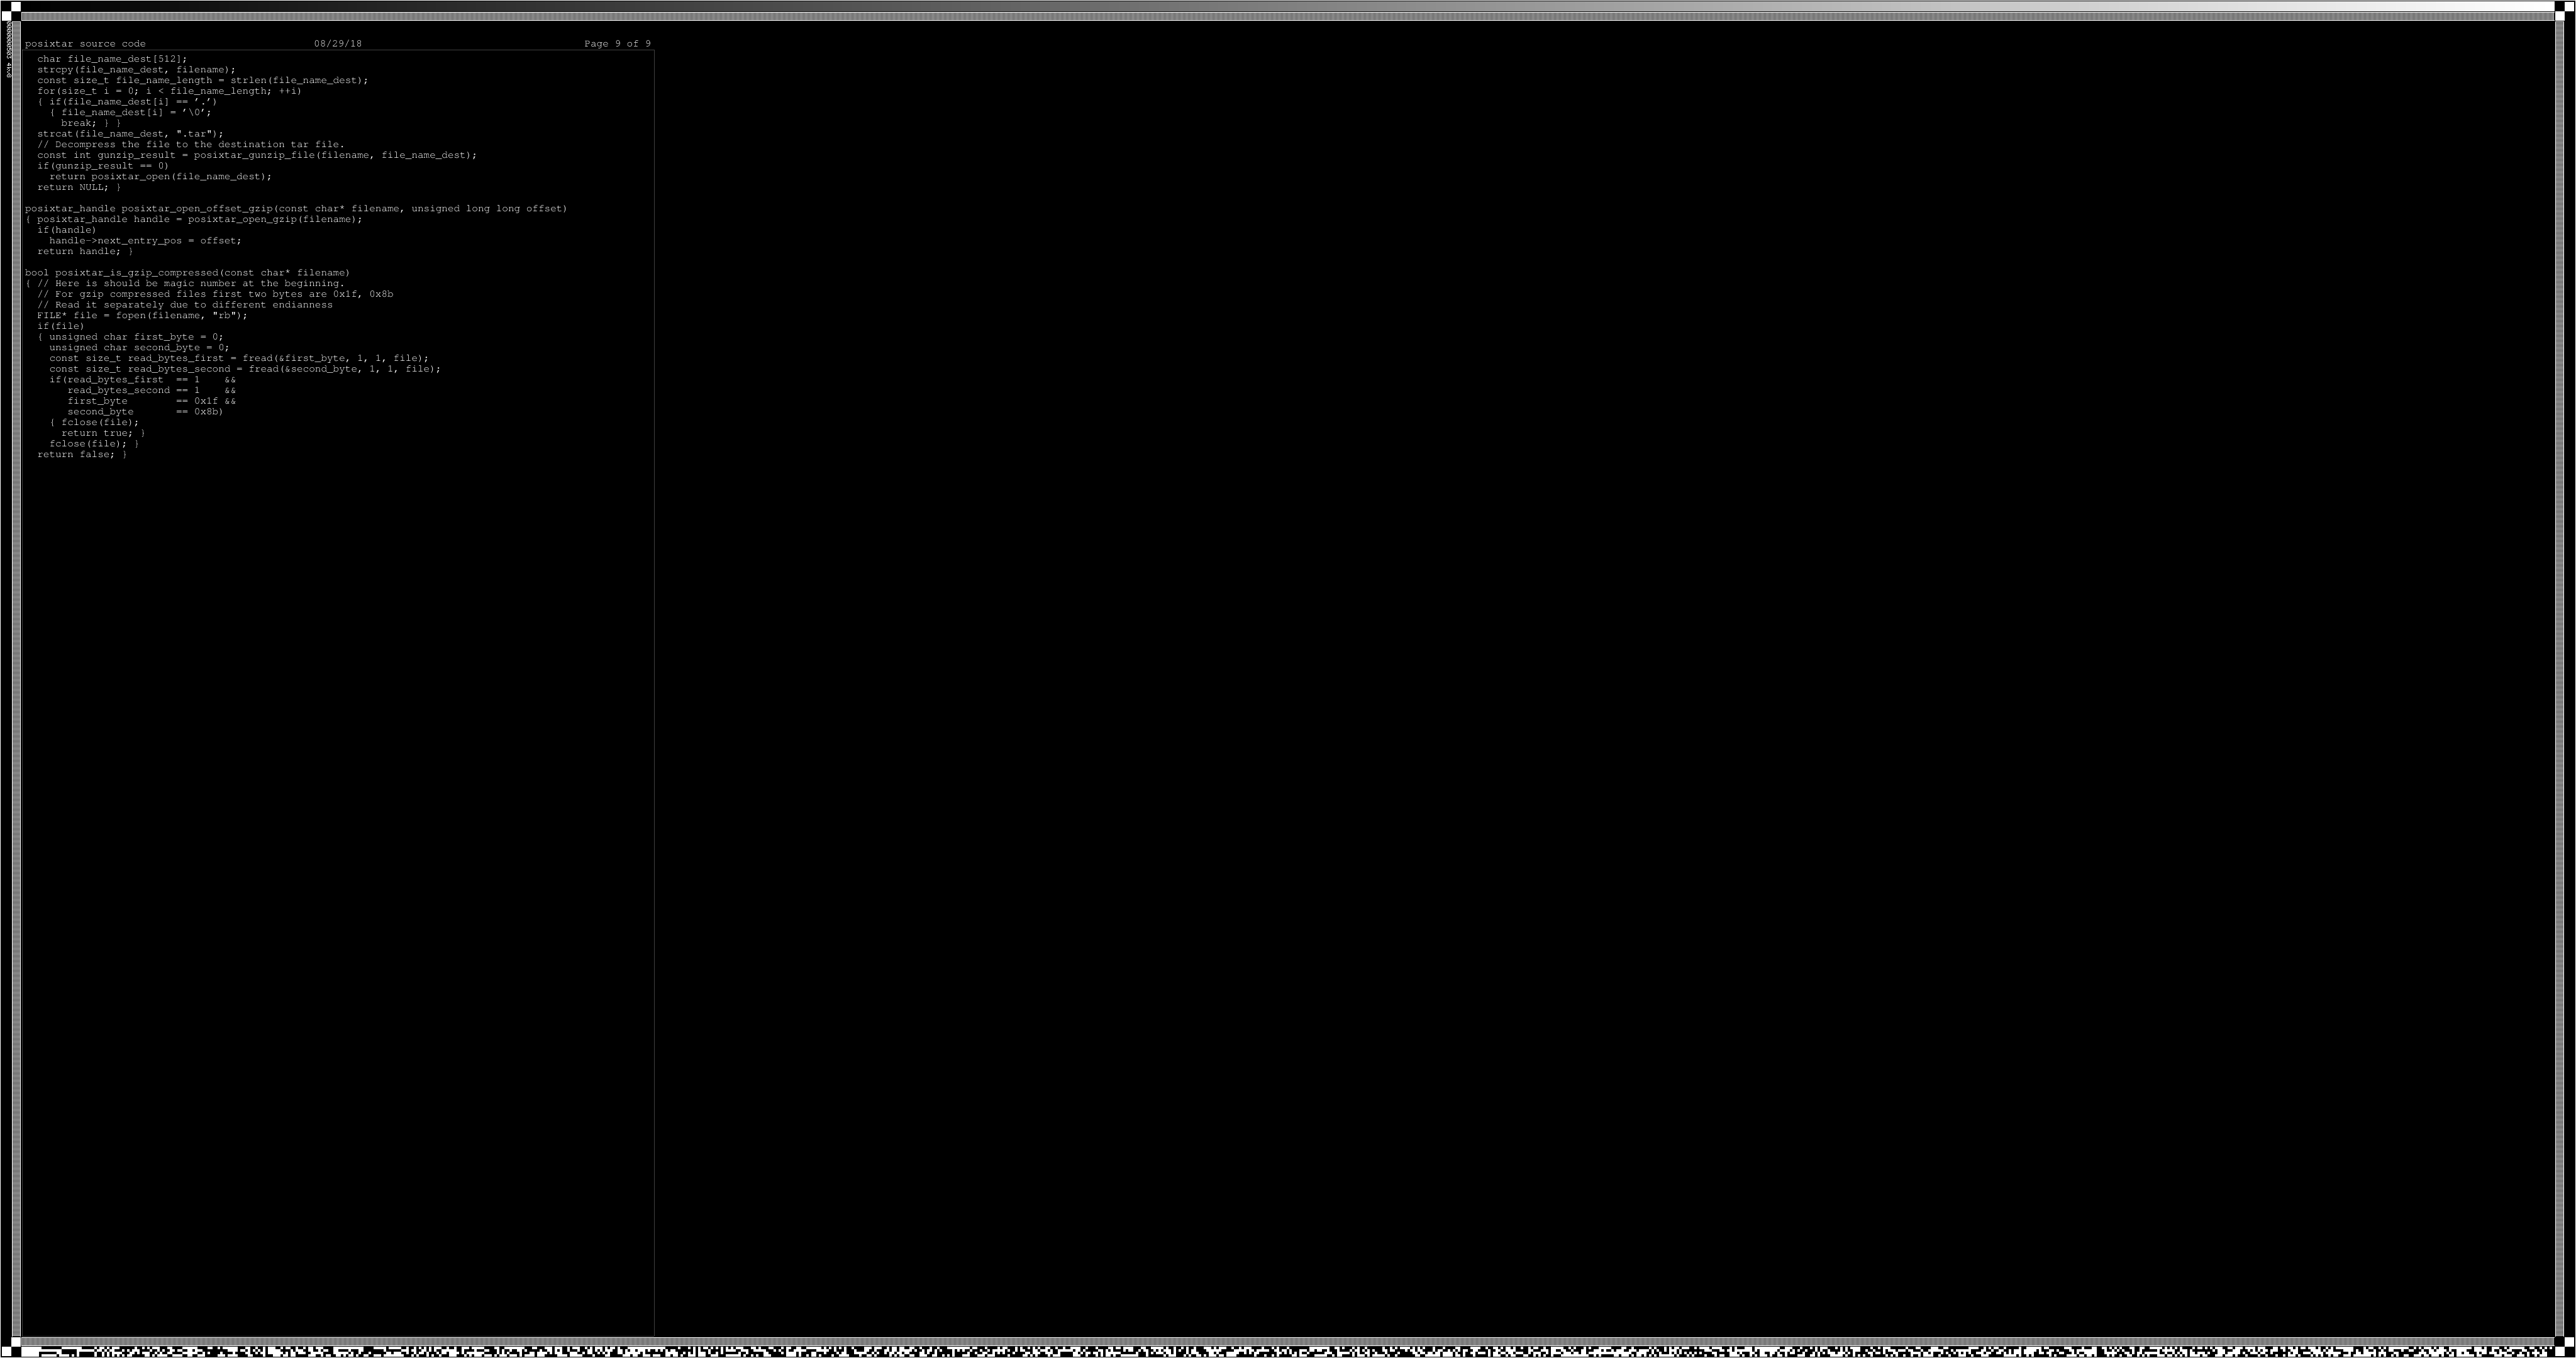 posixtar source code 08/29/18 Page 9 of 9
  char file_name_dest[512];
  strcpy(file_name_dest, filename);
  const size_t file_name_length = strlen(file_name_dest);
  for(size_t i = 0; i < file_name_length; ++i)
  { if(file_name_dest[i] == '.')
    { file_name_dest[i] = '\0';
      break; } }
  strcat(file_name_dest, ".tar");
  // Decompress the file to the destination tar file.
  const int gunzip_result = posixtar_gunzip_file(filename, file_name_dest);
  if(gunzip_result == 0)
    return posixtar_open(file_name_dest);
  return NULL; }

posixtar_handle posixtar_open_offset_gzip(const char* filename, unsigned long long offset)
{ posixtar_handle handle = posixtar_open_gzip(filename);
  if(handle)
    handle->next_entry_pos = offset;
  return handle; }

bool posixtar_is_gzip_compressed(const char* filename)
{ // Here is should be magic number at the beginning.
  // For gzip compressed files first two bytes are 0x1f, 0x8b
  // Read it separately due to different endianness
  FILE* file = fopen(filename, "rb");
  if(file)
  { unsigned char first_byte = 0;
    unsigned char second_byte = 0;
    const size_t read_bytes_first = fread(&first_byte, 1, 1, file);
    const size_t read_bytes_second = fread(&second_byte, 1, 1, file);
    if(read_bytes_first  == 1    &&
       read_bytes_second == 1    &&
       first_byte        == 0x1f &&
       second_byte       == 0x8b)
    { fclose(file);
      return true; }
    fclose(file); }
  return false; }